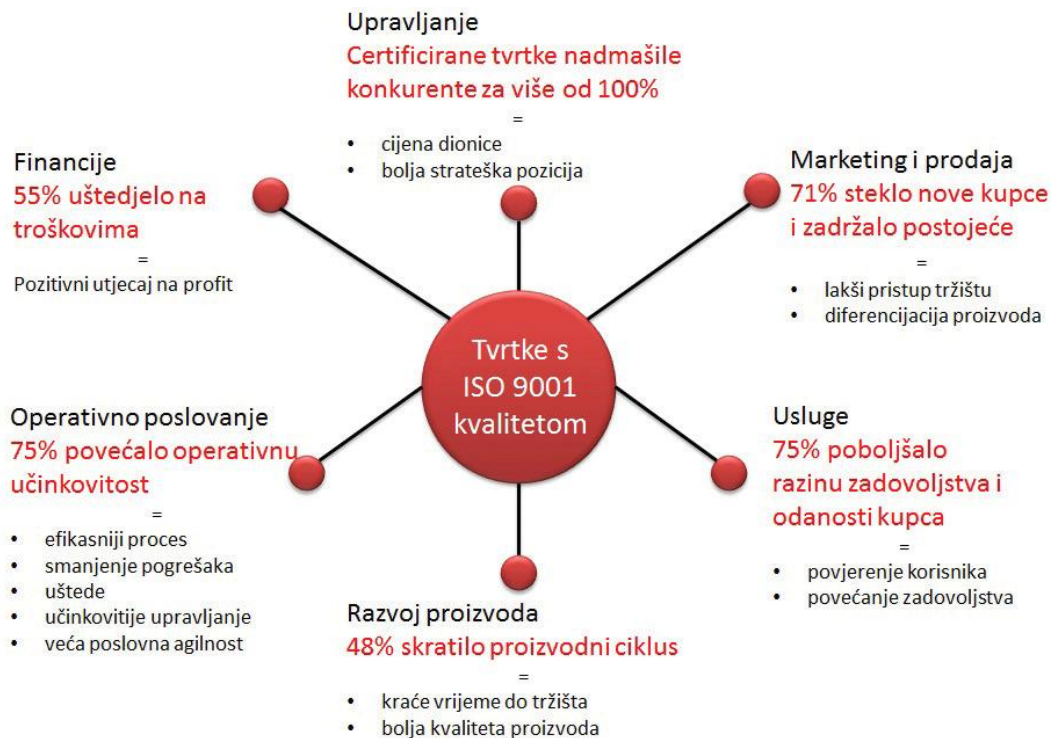 Upravljanje
Certificirane tvrtke nadmašile
konkurente za više od 100%
=
• cijena dionice
• bolja strateška pozicija
Financije
55% uštedjelo na
troškovima
=
Pozitivni utjecaj na profit
Marketing i prodaja
71% steklo nove kupce
i zadržalo postojeće
=
• lakši pristup tržištu
• diferencijacija proizvoda
Tvrtke s
ISO 9001
kvalitetom
Operativno poslovanje
75% povećalo operativnu
učinkovitost
=
• efikasniji proces
• smanjenje pogrešaka
• uštede
• učinkovitije upravljanje
• veća poslovna agilnost
Usluge
75% poboljšalo
razinu zadovoljstva i
odanosti kupca
=
• povjerenje korisnika
• povećanje zadovoljstva
Razvoj proizvoda
48% skratilo proizvodni ciklus
=
• kraće vrijeme do tržišta
• bolja kvaliteta proizvoda